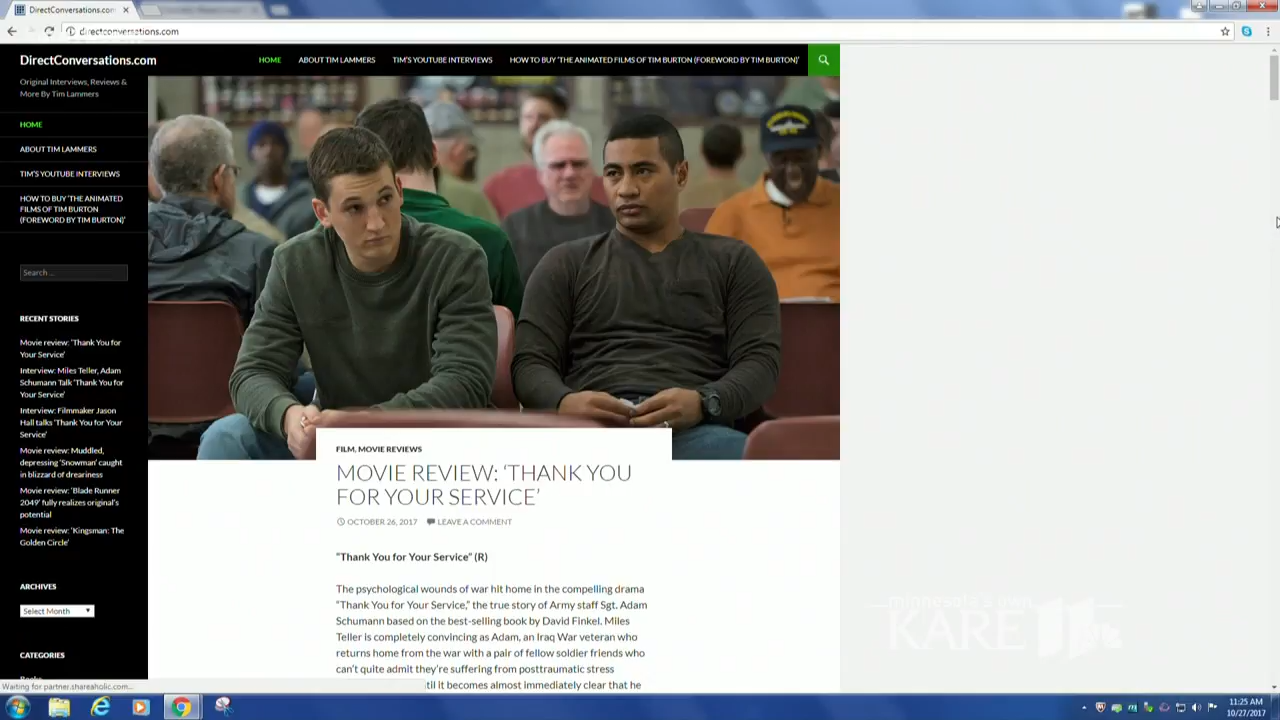 DirectConversations.com
directconversations.com
DirectConversations.com
HOME
ABOUT TIM LAMMERS
TIM'S YOUTUBE INTERVIEWS
HOW TO BUY 'THE ANIMATED FILMS OF TIM BURTON (FOREWORD BY TIM BURTON)'
Original Interviews, Reviews &
More By Tim Lammers
HOME
ABOUT TIM LAMMERS
TIM'S YOUTUBE INTERVIEWS
HOW TO BUY 'THE ANIMATED
FILMS OF TIM BURTON
(FOREWORD BY TIM BURTON)'
Search ...
RECENT STORIES
Movie review: 'Thank You for
Your Service'
Interview: Miles Teller, Adam
Schumann Talk 'Thank You for
Your Service'
Interview: Filmmaker Jason
Hall talks 'Thank You for Your
Service'
Movie review: Muddled,
depressing 'Snowman' caught
in blizzard of dreariness
Movie review: 'Blade Runner
2049' fully realizes original's
potential
Movie review: 'Kingsman: The
Golden Circle'
ARCHIVES
Select Month
CATEGORIES
FILM, MOVIE REVIEWS
MOVIE REVIEW: 'THANK YOU
FOR YOUR SERVICE'
OCTOBER 26, 2017
LEAVE A COMMENT
"Thank You for Your Service" (R)
The psychological wounds of war hit home in the compelling drama
"Thank You for Your Service," the true story of Army staff Sgt. Adam
Schumann based on the best-selling book by David Finkel. Miles
Teller is completely convincing as Adam, an Iraq War veteran who
returns home from the war with a pair of fellow soldier friends who
can't quite admit they're suffering from posttraumatic stress
it becomes almost immediately clear that he
minnesota's own
KARE 11
Waiting for partner.shareaholic.com...
11:25 AM
10/27/2017